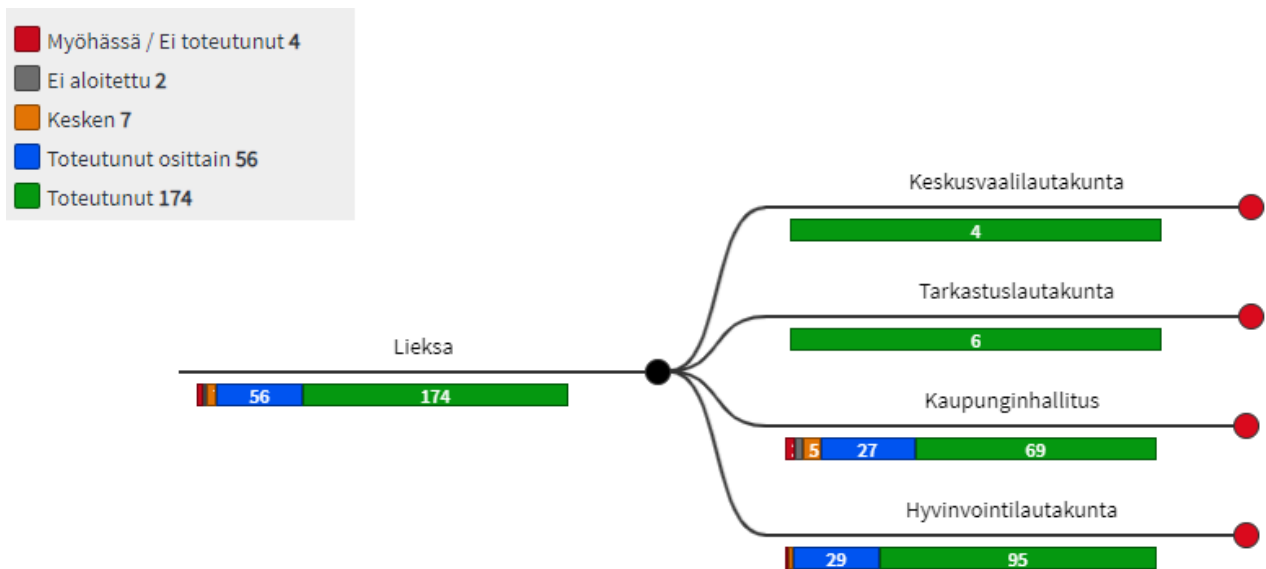 Myöhässä / Ei toteutunut 4
Ei aloitettu 2
Kesken 7
Toteutunut osittain 56
Toteutunut 174
Keskusvaalilautakunta
4
Tarkastuslautakunta
6
Lieksa
56 174
Kaupunginhallitus
5 27 69
Hyvinvointilautakunta
29 95